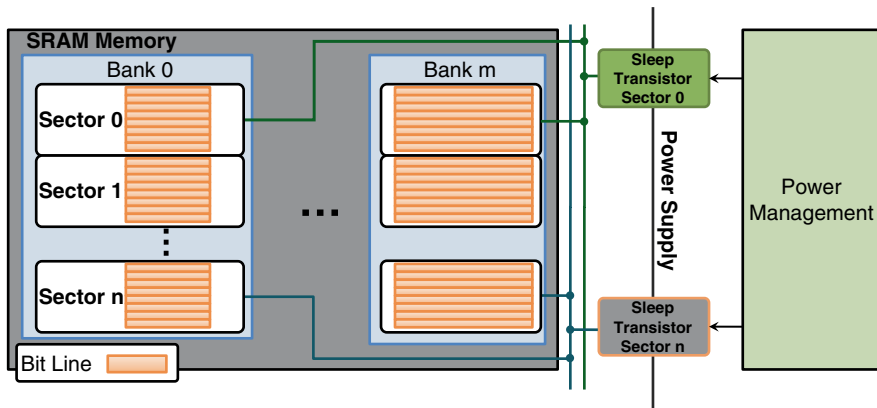 SRAM Memory
Bank 0
Sector 0
Sector 1
Sector n
Bank m
...
Bit Line
Sleep
Transistor
Sector 0
Power Supply
Sleep
Transistor
Sector n
Power
Management